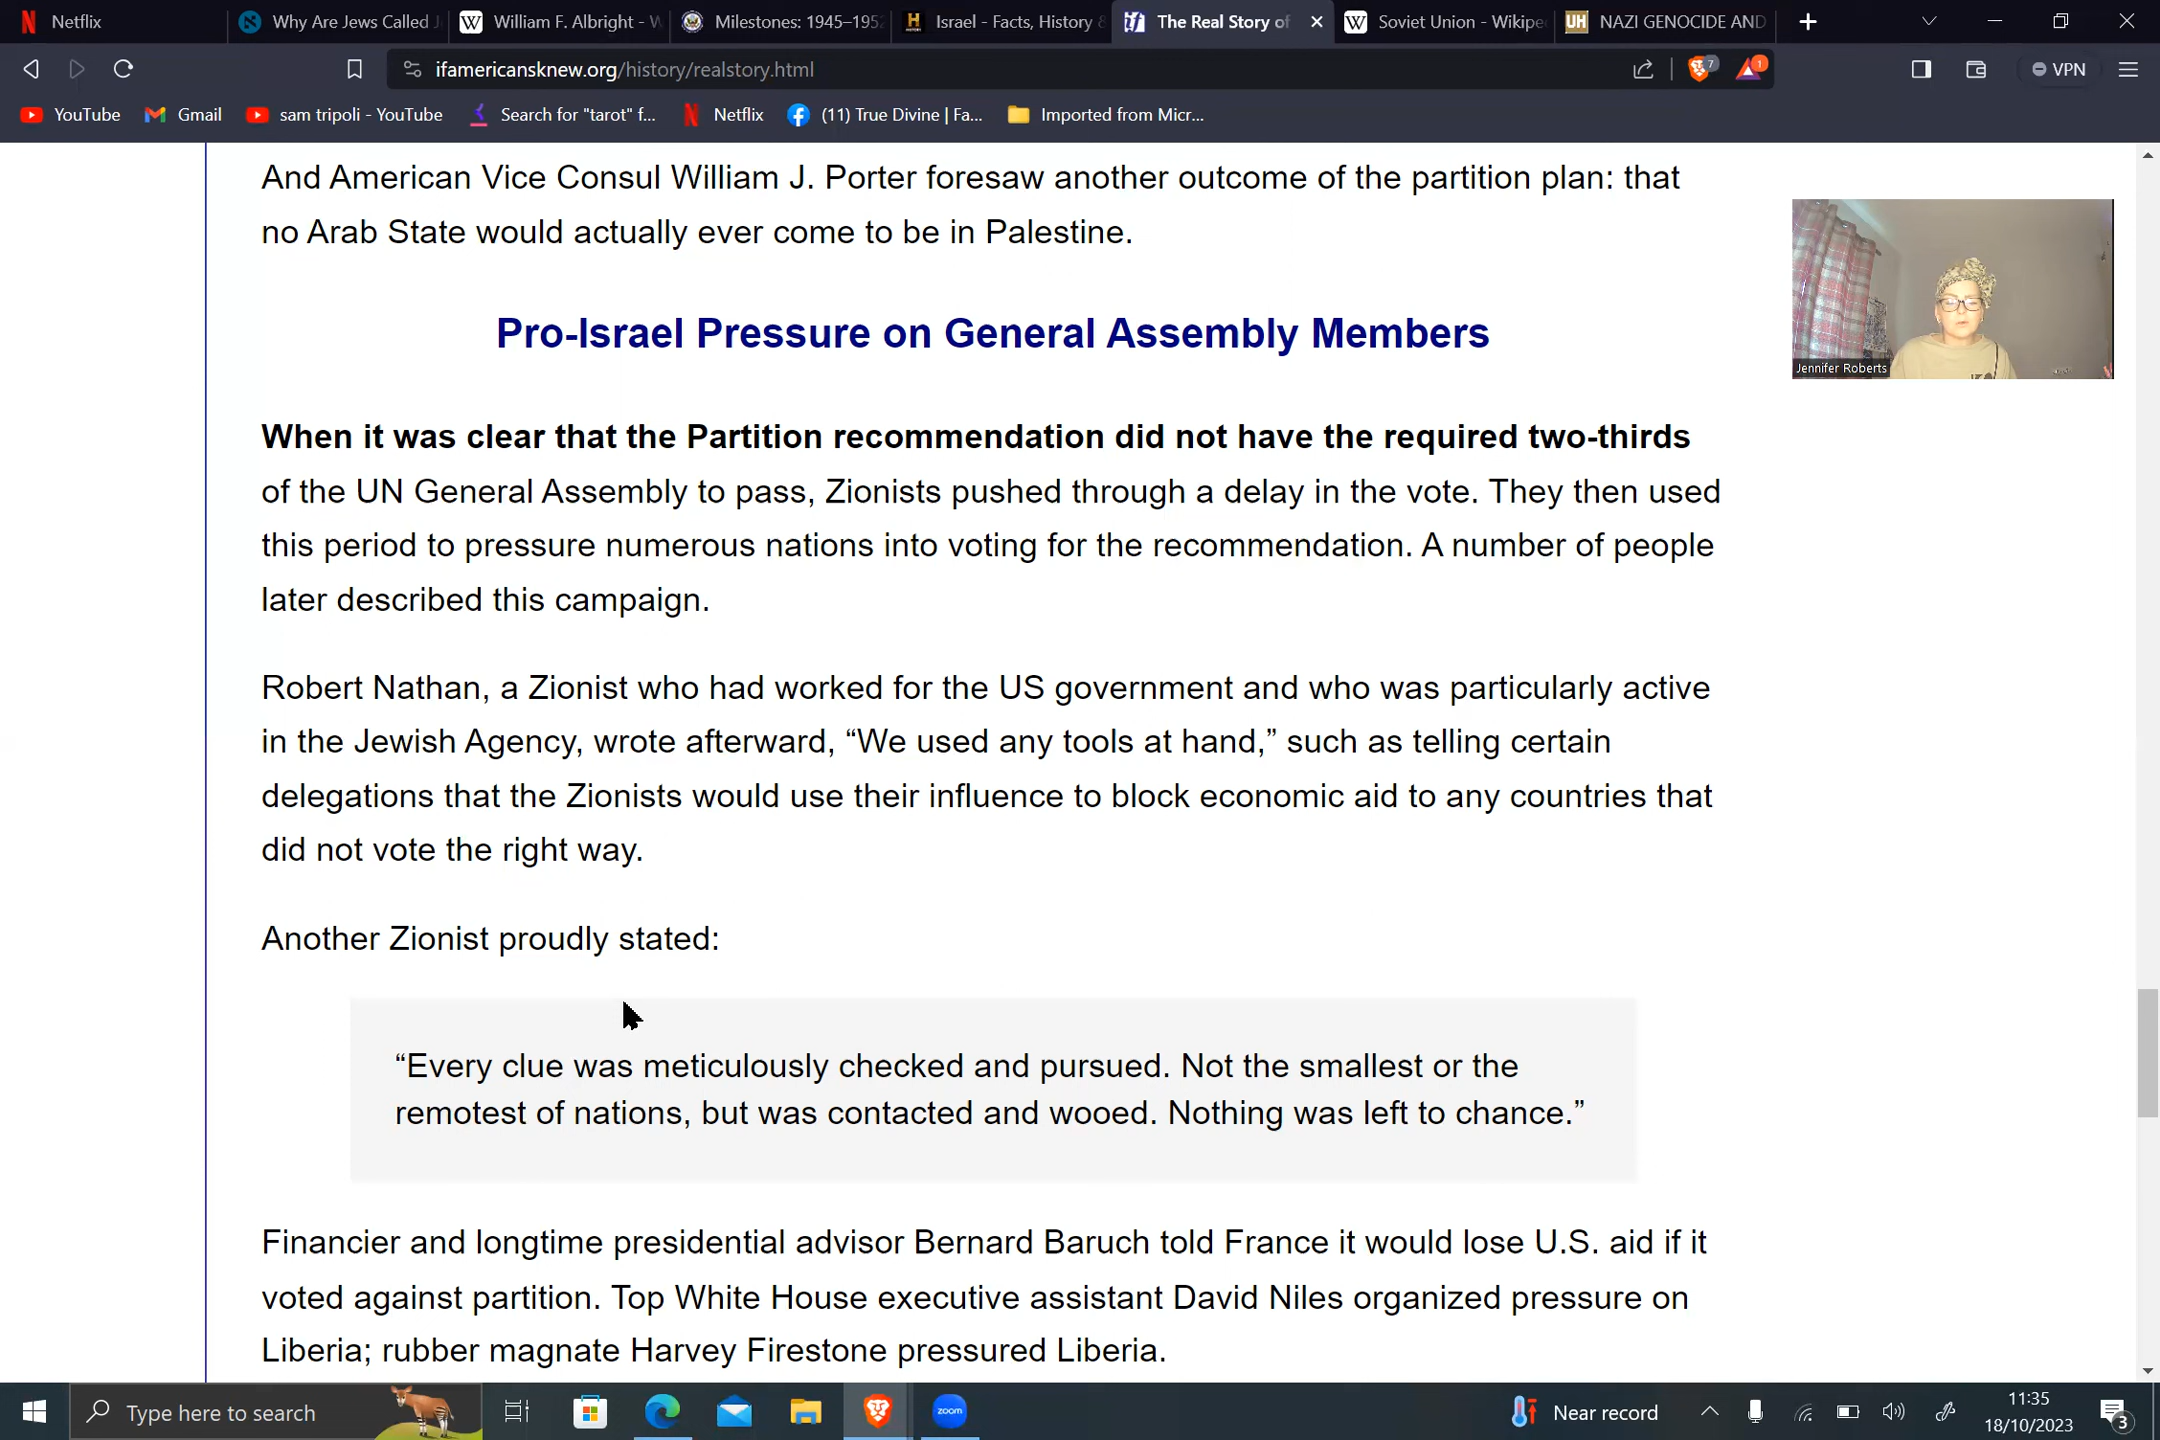 Netflix
Why Are Jews Called J
William F. Albright - W
Milestones: 1945–1952
Israel - Facts, History &
The Real Story of
Soviet Union - Wikipe
UH NAZI GENOCIDE AND
ifamericansknew.org/history/realstory.html
7
1
VPN
YouTube
Gmail
sam tripoli - YouTube
Search for "tarot" f...
Netflix
(11) True Divine | Fa...
Imported from Micr...
And American Vice Consul William J. Porter foresaw another outcome of the partition plan: that
no Arab State would actually ever come to be in Palestine.
Jennifer Roberts
Pro-Israel Pressure on General Assembly Members
When it was clear that the Partition recommendation did not have the required two-thirds
of the UN General Assembly to pass, Zionists pushed through a delay in the vote. They then used
this period to pressure numerous nations into voting for the recommendation. A number of people
later described this campaign.
Robert Nathan, a Zionist who had worked for the US government and who was particularly active
in the Jewish Agency, wrote afterward, “We used any tools at hand,” such as telling certain
delegations that the Zionists would use their influence to block economic aid to any countries that
did not vote the right way.
Another Zionist proudly stated:
“Every clue was meticulously checked and pursued. Not the smallest or the
remotest of nations, but was contacted and wooed. Nothing was left to chance.”
Financier and longtime presidential advisor Bernard Baruch told France it would lose U.S. aid if it
voted against partition. Top White House executive assistant David Niles organized pressure on
Liberia; rubber magnate Harvey Firestone pressured Liberia.
Type here to search
zoom
Near record
11:35
18/10/2023
3